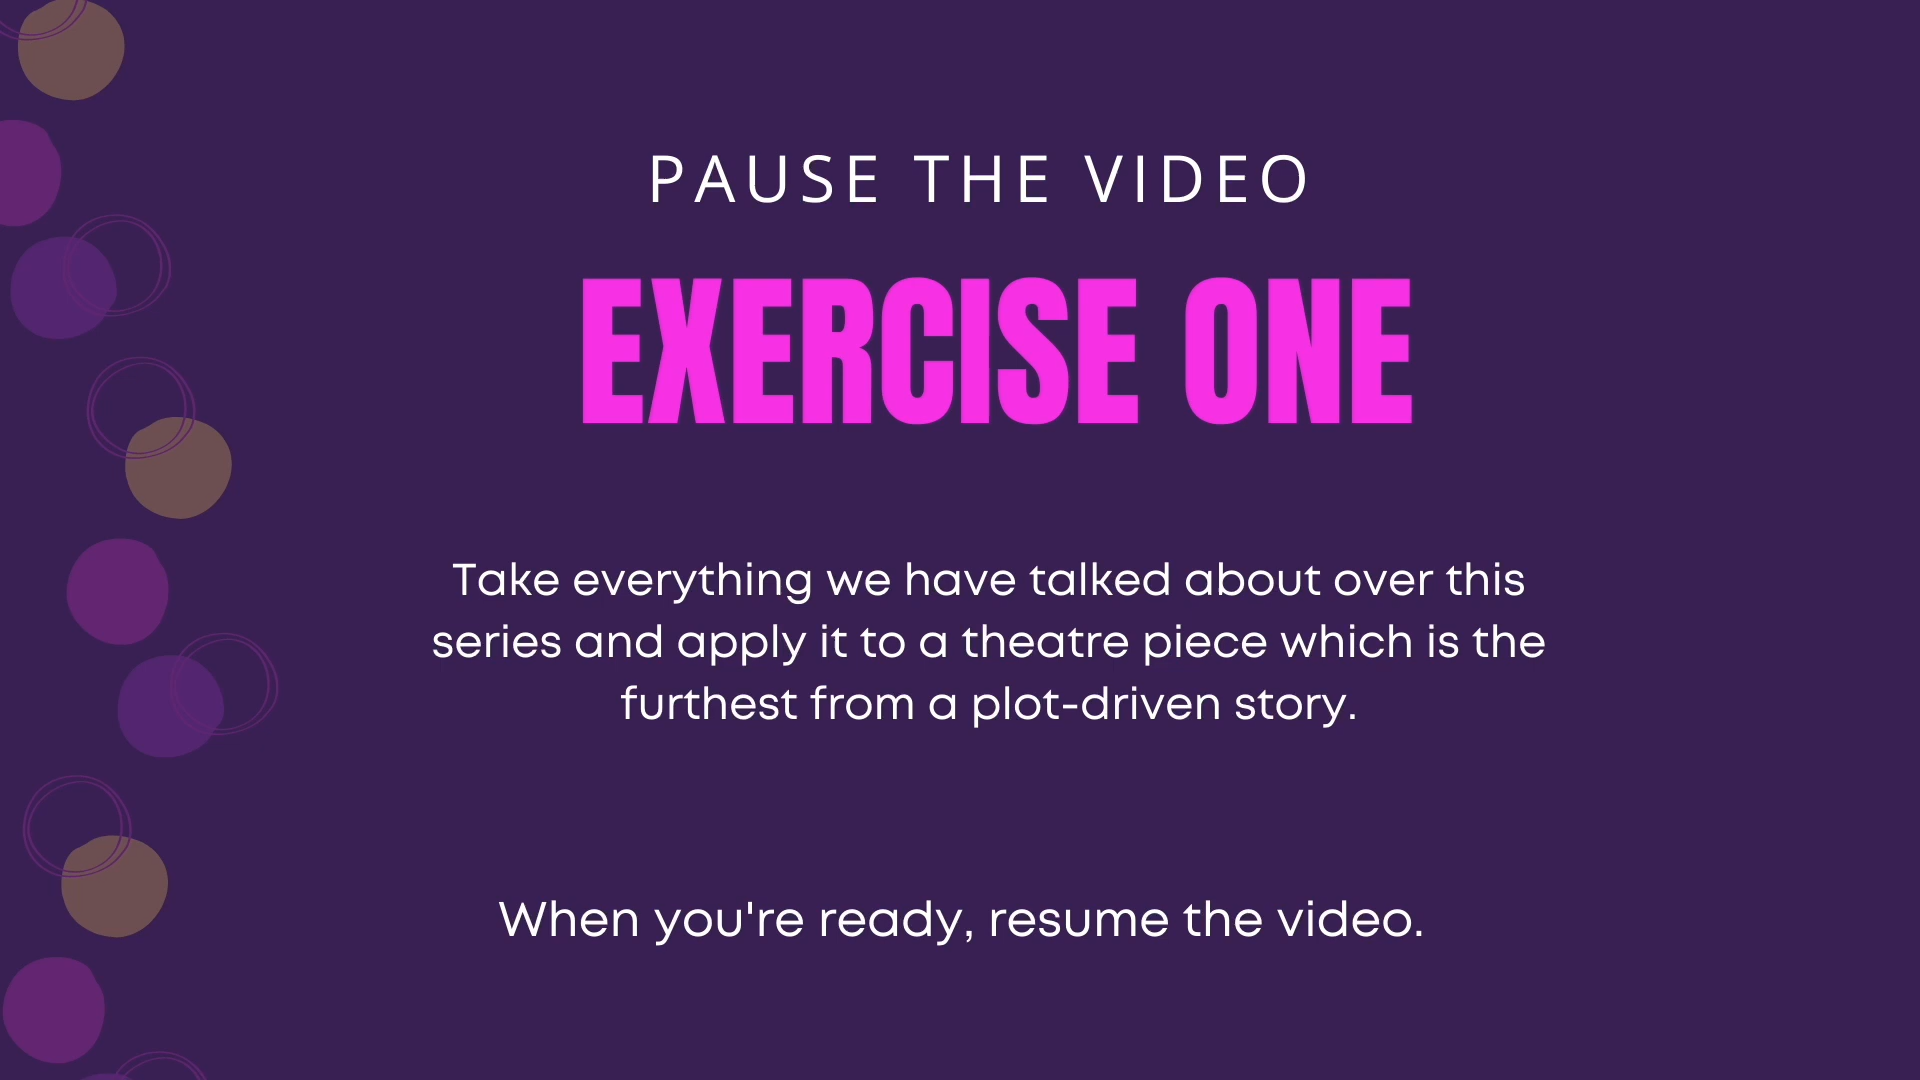 PAUSE THE VIDEO
EXERCISE ONE
Take everything we have talked about over this
series and apply it to a theatre piece which is the
furthest from a plot-driven story.
When you're ready, resume the video.